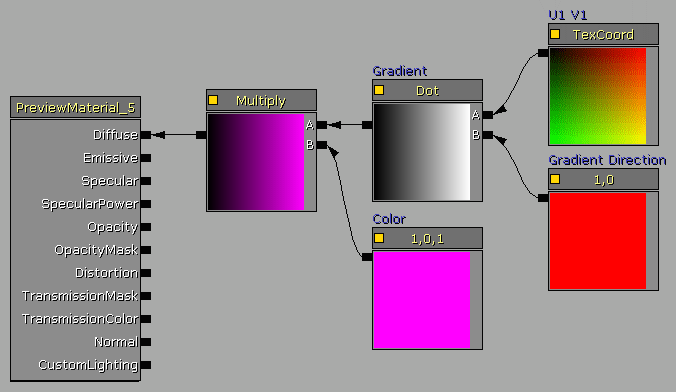 U1 V1
TexCoord
Gradient
Dot
A
B
Gradient Direction
1,0
Multiply
A
B
Color
1,0,1
PreviewMaterial_5
Diffuse
Emissive
Specular
SpecularPower
Opacity
OpacityMask
Distortion
TransmissionMask
TransmissionColor
Normal
CustomLighting